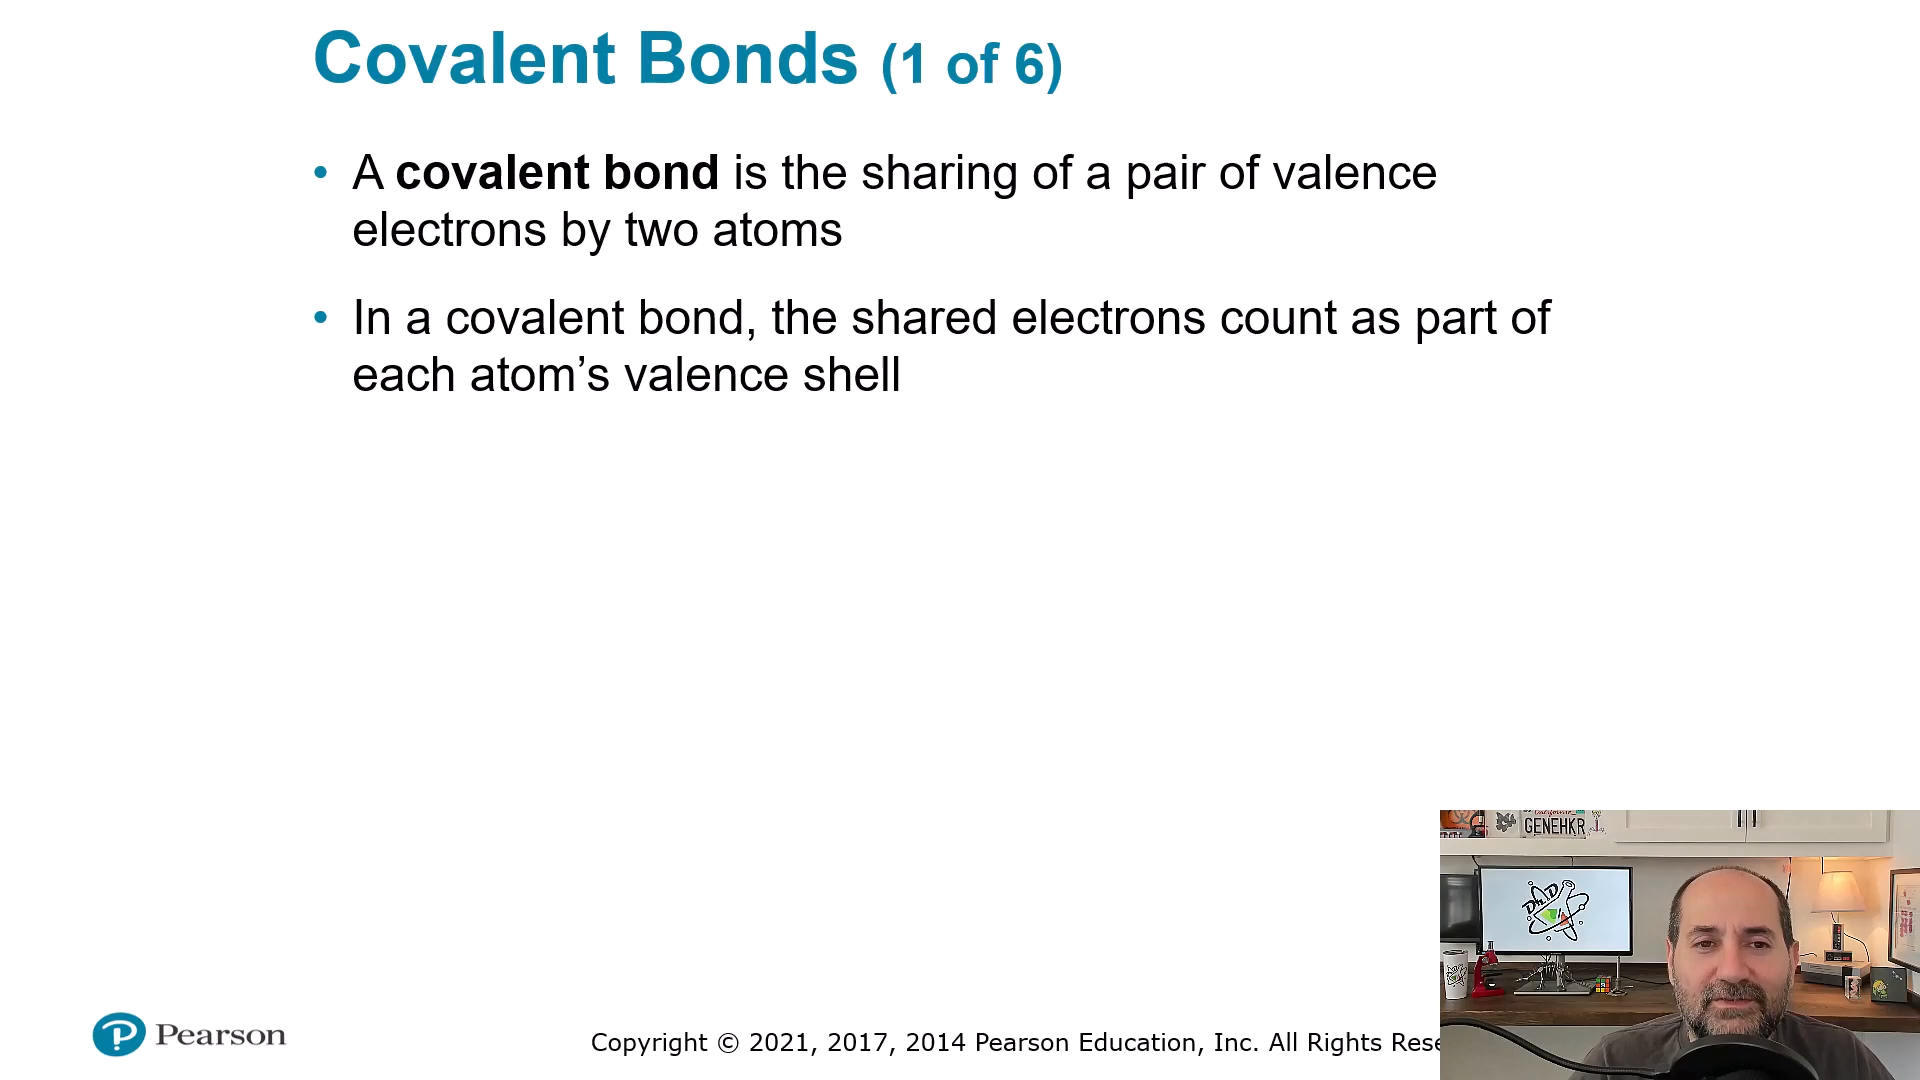 Covalent Bonds (1 of 6)
• A covalent bond is the sharing of a pair of valence
electrons by two atoms
• In a covalent bond, the shared electrons count as part of
each atom’s valence shell
GENEHKR
Pearson
Copyright © 2021, 2017, 2014 Pearson Education, Inc. All Rights Rese